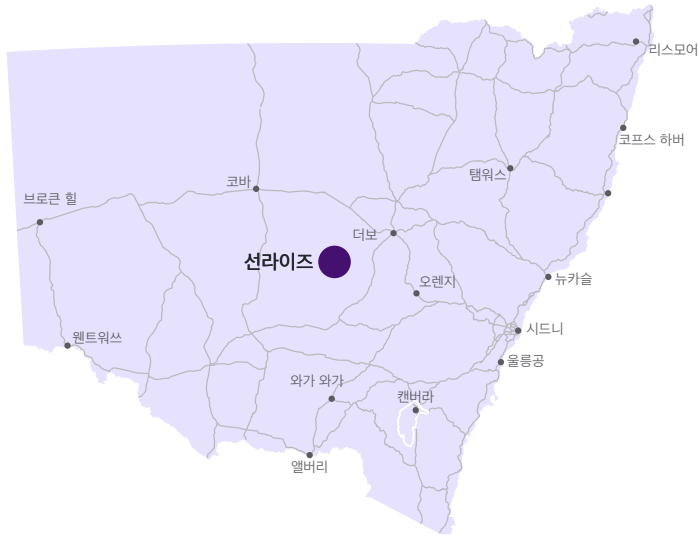 리스모어
코프스 하버
탬워스
코바
브로큰 힐
더보
선라이즈
오렌지
뉴카슬
시드니
웬트워쓰
울릉공
와가 와가
캔버라
앨버리